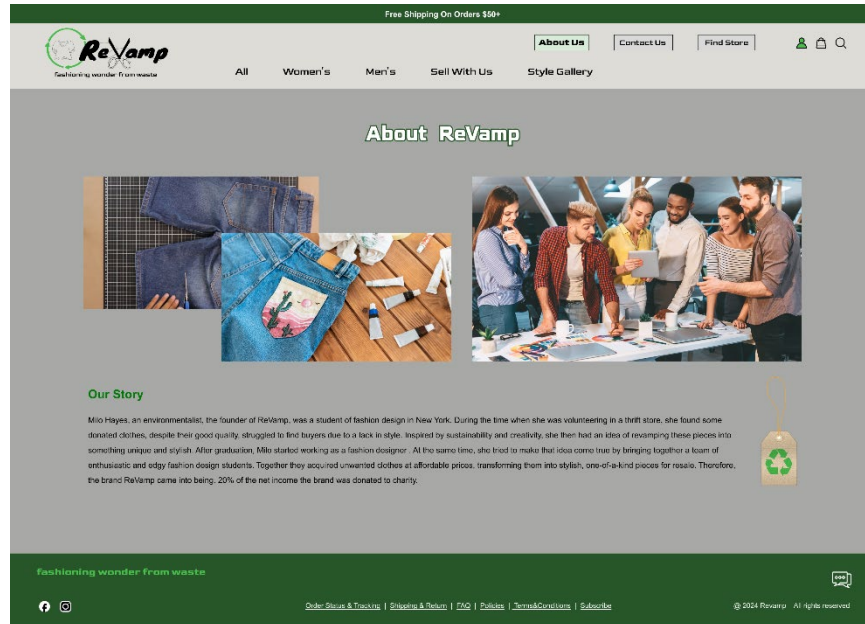 Free Shipping On Orders $50+
ReVamp
fashioning wonder from waste
About Us
Contact Us
Find Store
All
Women's
Men's
Sell With Us
Style Gallery
About ReVamp
Our Story
Milo Hayes, an environmentalist, the founder of ReVamp, was a student of fashion design in New York. During the time when she was volunteering in a thrift store, she found some
donated clothes, despite their good quality, struggled to find buyers due to a lack in style. Inspired by sustainability and creativity, she then had an idea of revamping these pieces into
something unique and stylish. After graduation, Milo started working as a fashion designer . At the same time, she tried to make that idea come true by bringing together a team of
enthusiastic and edgy fashion design students. Together they acquired unwanted clothes at affordable prices, transforming them into stylish, one-of-a-kind pieces for resale. Therefore,
the brand ReVamp came into being. 20% of the net income the brand was donated to charity.
fashioning wonder from waste
Order Status & Tracking | Shipping & Return | FAQ | Policies | Terms&Conditions | Subscribe
@ 2024 Revamp All rights reserved